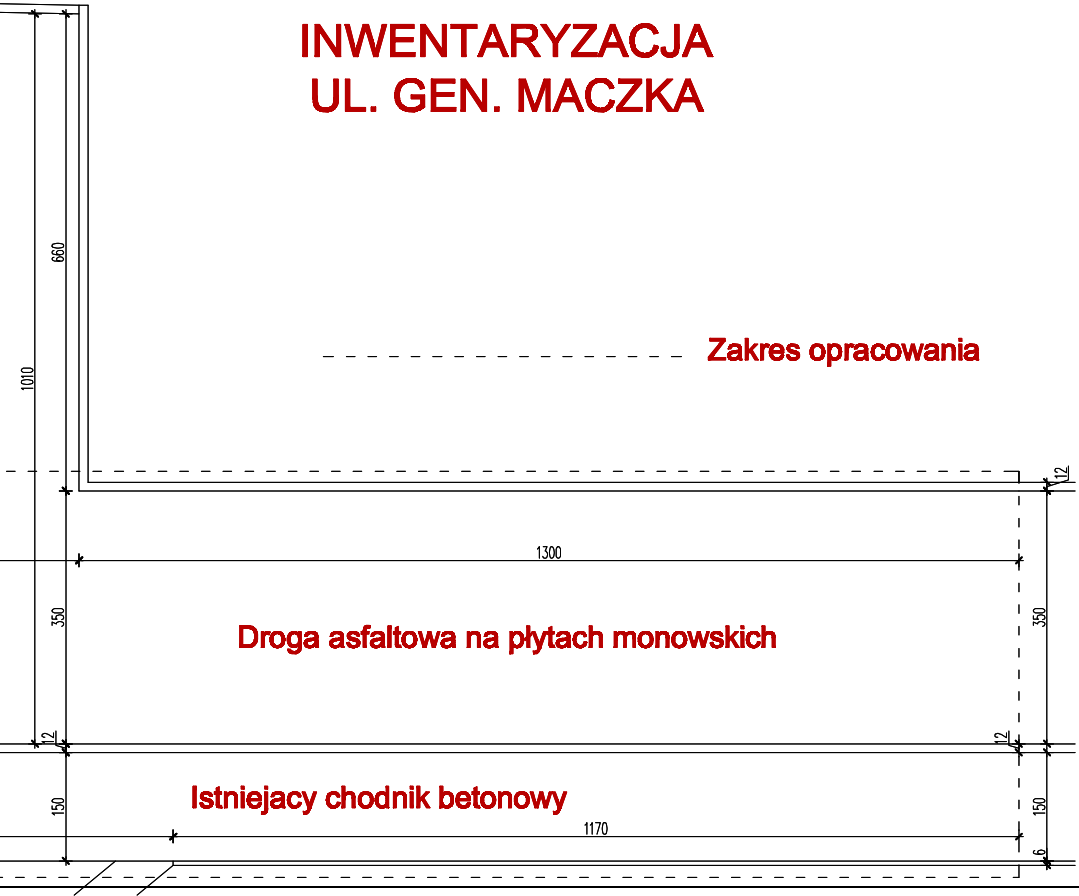 INWENTARYZACJA
UL. GEN. MACZKA
660
1010
Zakres opracowania
12
1300
350
350
Droga asfaltowa na płytach monowskich
12
12
150
Istniejacy chodnik betonowy
150
1170
6